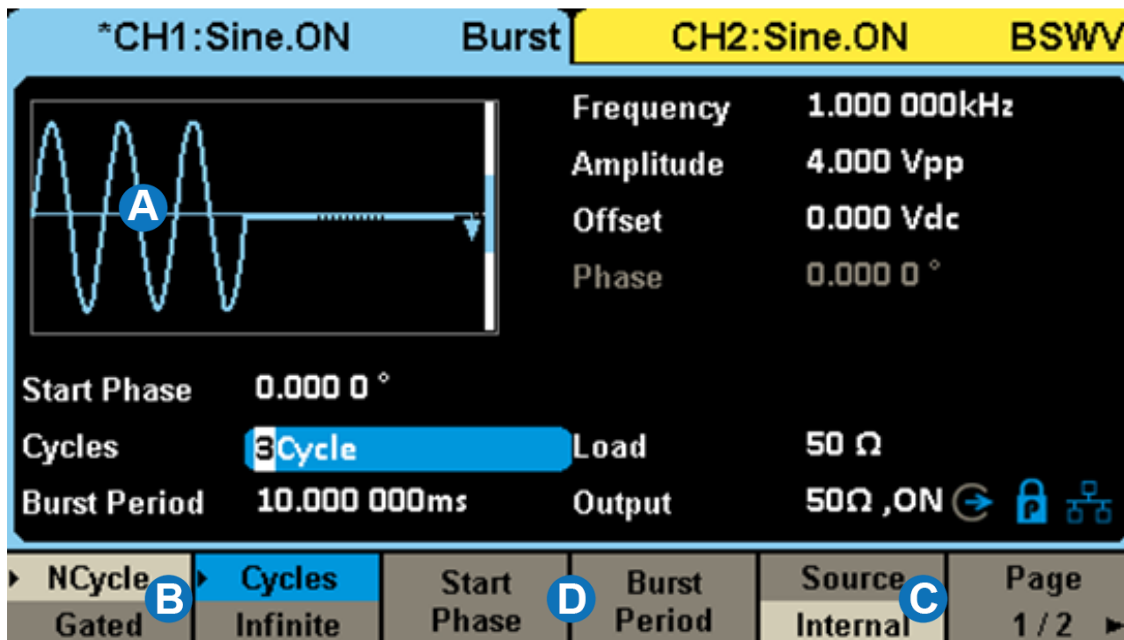 *CH1:Sine.ON Burst CH2:Sine.ON BSWV
Frequency 1.000 000kHz
Amplitude 4.000 Vpp
A
Offset 0.000 Vdc
Phase 0.000 0 °
Start Phase 0.000 0 °
Cycles 3Cycle Load 50 Ω
Burst Period 10.000 000ms Output 50Ω ,ON P
NCycle Cycles Start Burst Source Page
B D C
Gated Infinite Phase Period Internal 1 / 2